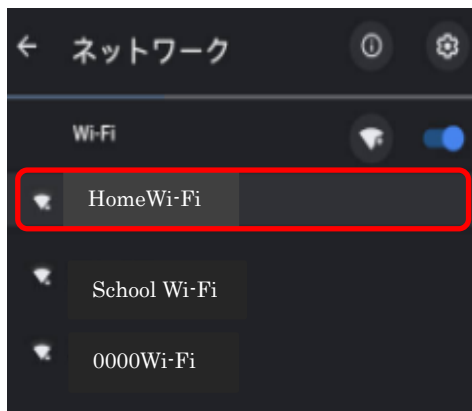 ネットワーク
Wi-Fi
HomeWi-Fi
School Wi-Fi
0000Wi-Fi